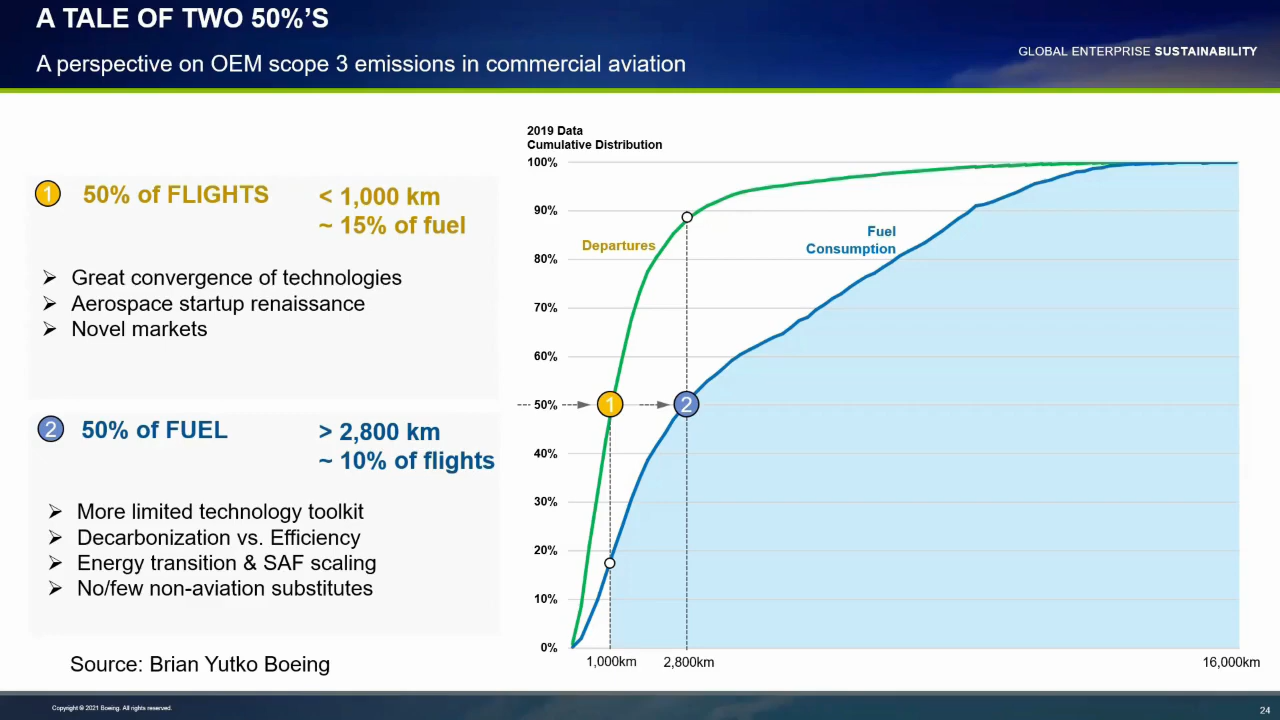 A TALE OF TWO 50%'S
A perspective on OEM scope 3 emissions in commercial aviation
GLOBAL ENTERPRISE SUSTAINABILITY
1 50% of FLIGHTS < 1,000 km
~ 15% of fuel
➢ Great convergence of technologies
➢ Aerospace startup renaissance
➢ Novel markets
2 50% of FUEL > 2,800 km
~ 10% of flights
➢ More limited technology toolkit
➢ Decarbonization vs. Efficiency
➢ Energy transition & SAF scaling
➢ No/few non-aviation substitutes
Source: Brian Yutko Boeing
2019 Data
Cumulative Distribution
100%
90%
80%
70%
60%
50%
40%
30%
20%
10%
0%
Departures
Fuel
Consumption
1
2
1,000km
2,800km
16,000km
Copyright © 2021 Boeing. All rights reserved.
24